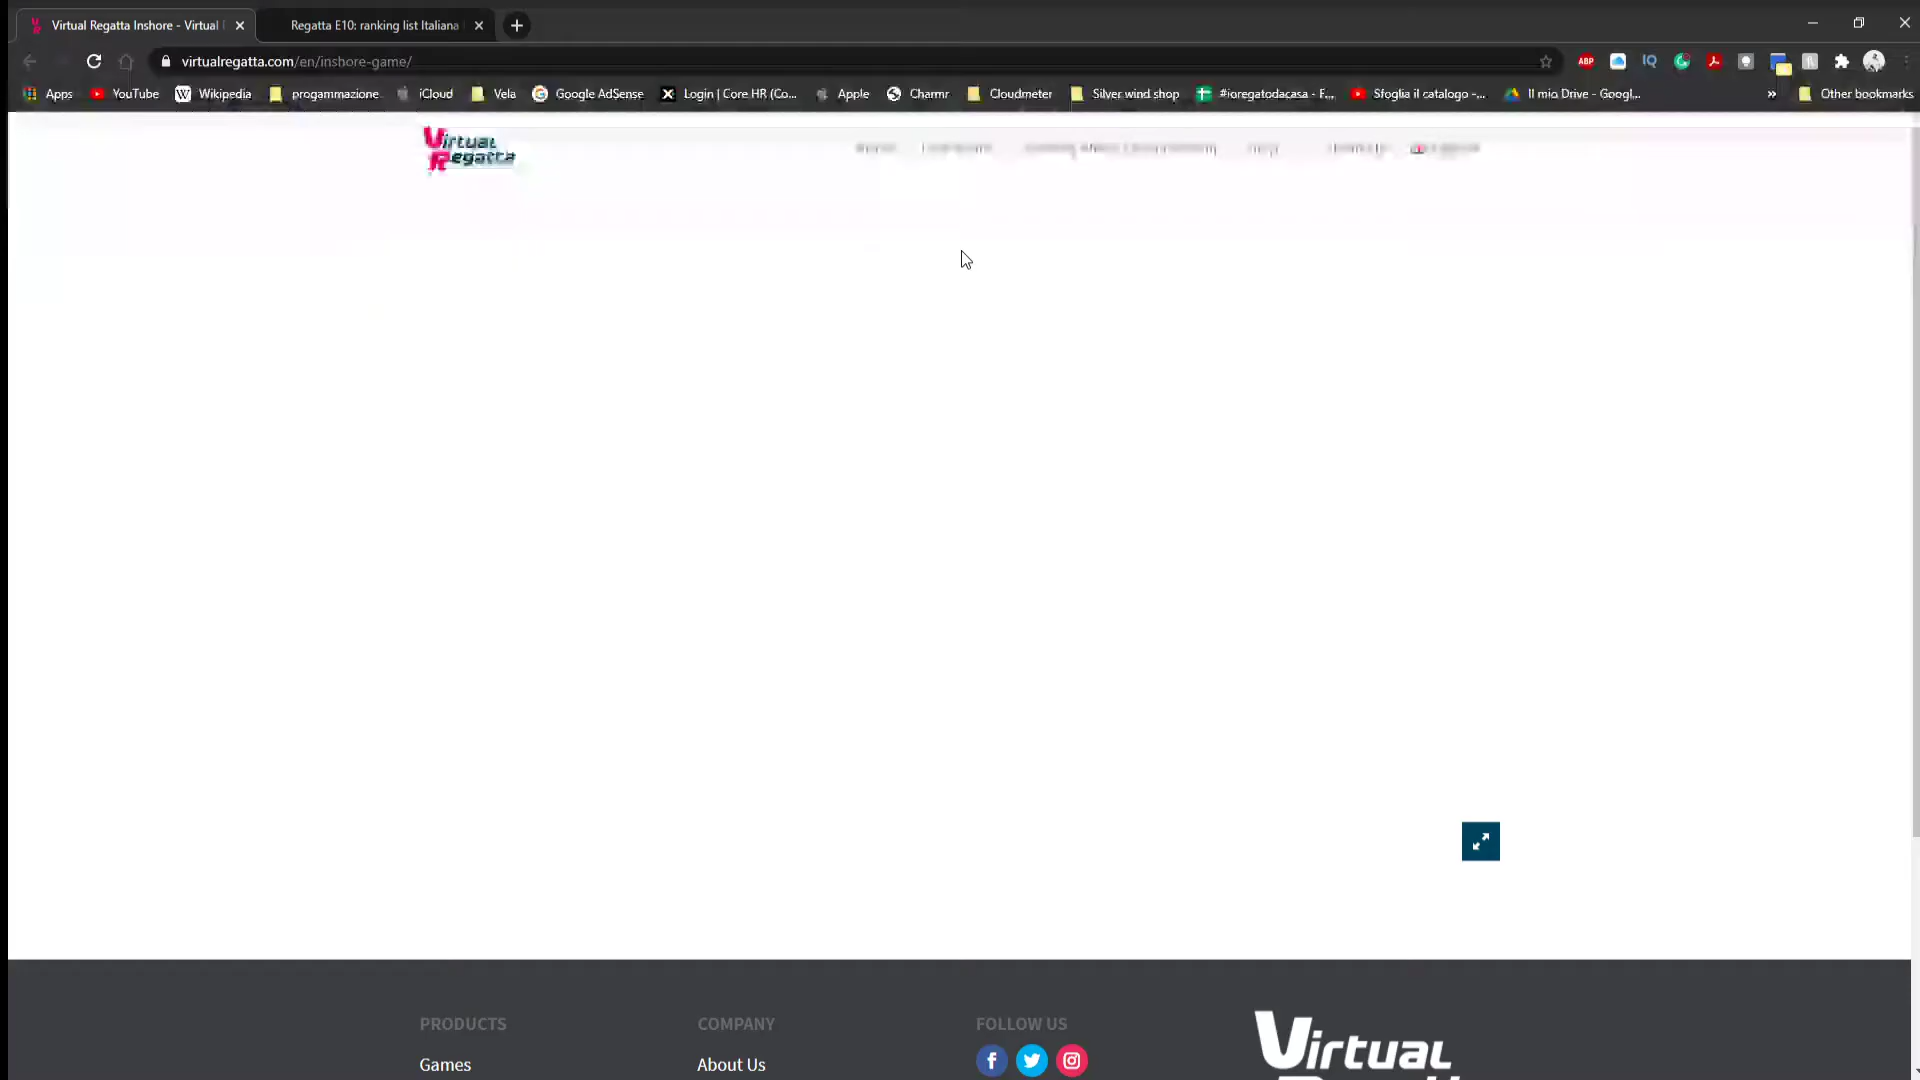 Virtual Regatta Inshore - Virtual
Regatta E10: ranking list Italiana
virtualregatta.com/en/inshore-game/
ABP
IQ
Apps
YouTube
W
Wikipedia
progammazione
iCloud
Vela
G
Google AdSense
X
Login | Core HR (Co...
Apple
Charmr
Cloudmeter
Silver wind shop
#ioregatodacasa - F...
Sfoglia il catalogo -...
Il mio Drive - Googl...
»
Other bookmarks
Virtual
Regatta
PRODUCTS
COMPANY
FOLLOW US
Games
About Us
f
Virtual